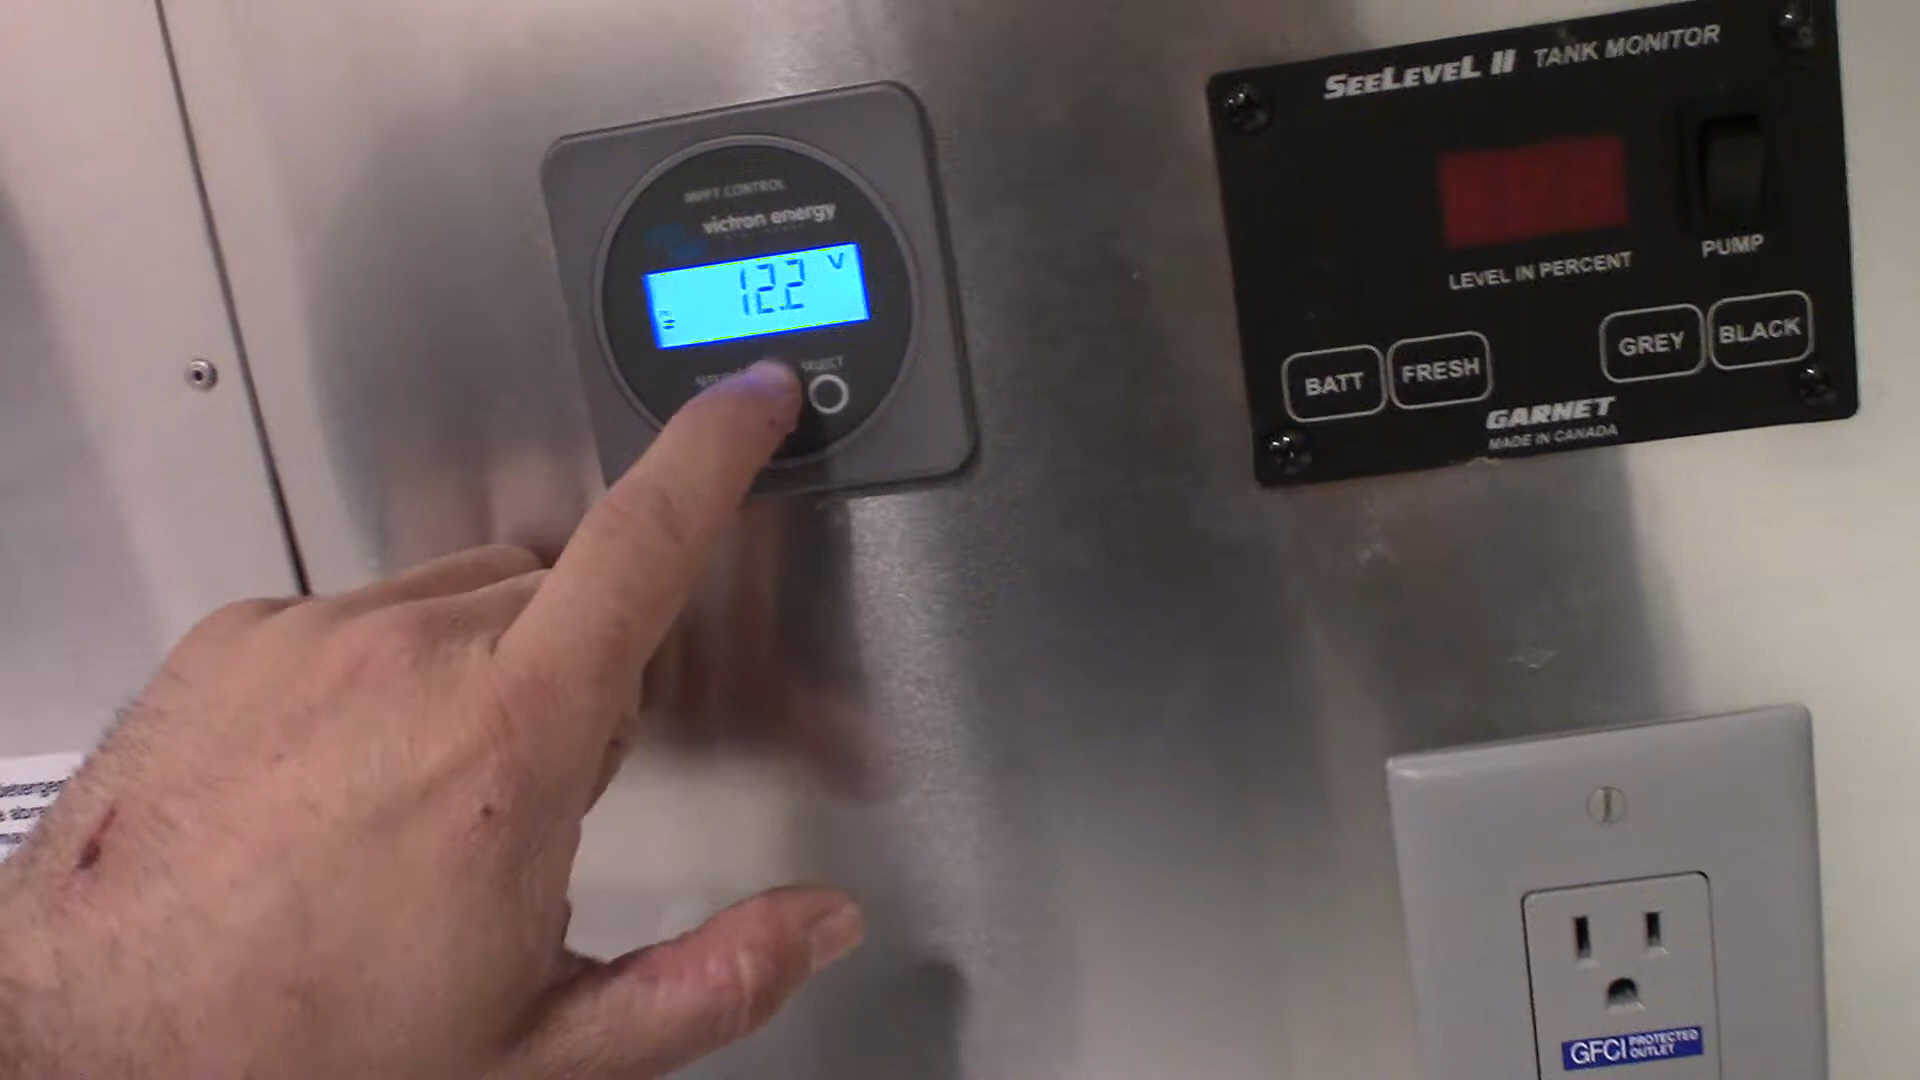 MPPT CONTROL
victron energy
12.2 V
SELECT
SEELEVEL II TANK MONITOR
LEVEL IN PERCENT
PUMP
BATT
FRESH
GREY
BLACK
GARNET
MADE IN CANADA
GFCI PROTECTED
OUTLET